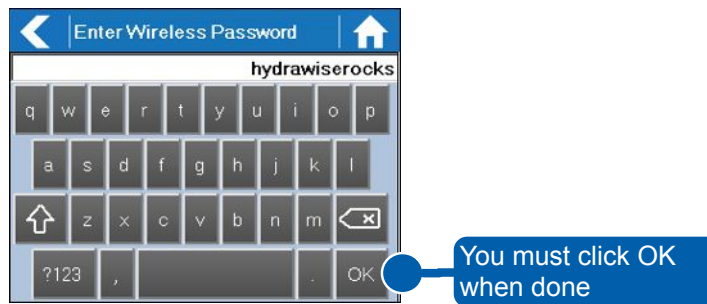 Enter Wireless Password
hydrawiserocks
q w e r t y u i o p
a s d f g h j k l
z x c v b n m
?123 , . OK
You must click OK
when done